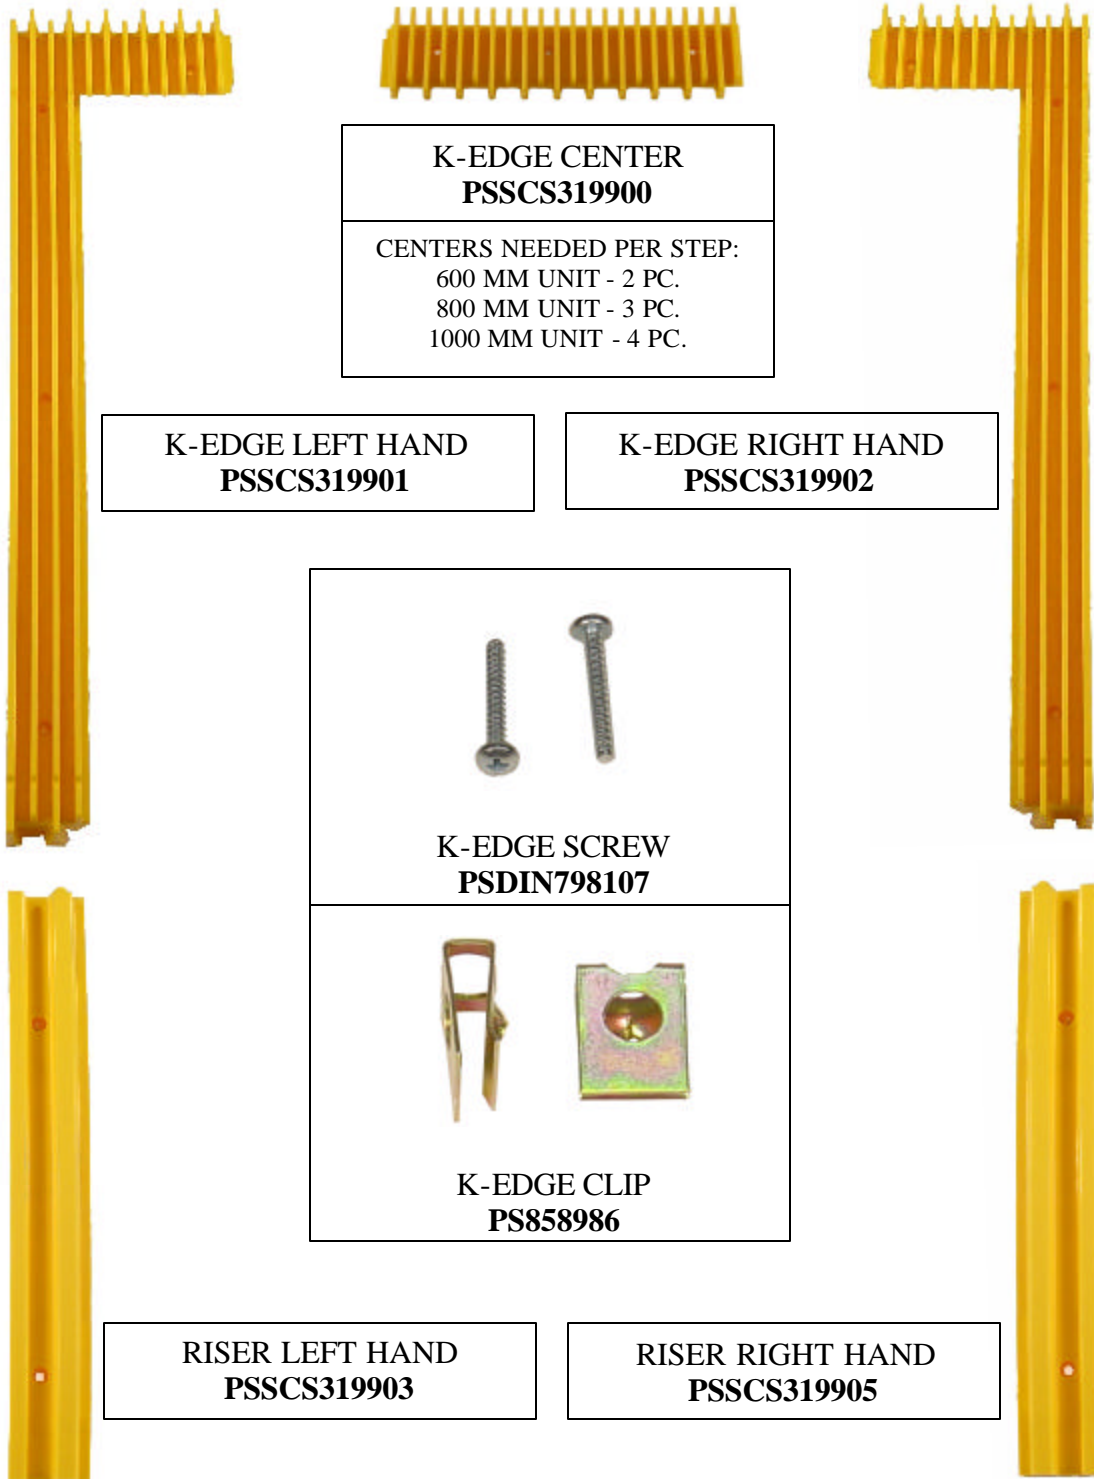 K-EDGE CENTER
PSSCS319900
CENTERS NEEDED PER STEP:
600 MM UNIT - 2 PC.
800 MM UNIT - 3 PC.
1000 MM UNIT - 4 PC.
K-EDGE LEFT HAND
PSSCS319901
K-EDGE RIGHT HAND
PSSCS319902
K-EDGE SCREW
PSDIN798107
K-EDGE CLIP
PS858986
RISER LEFT HAND
PSSCS319903
RISER RIGHT HAND
PSSCS319905